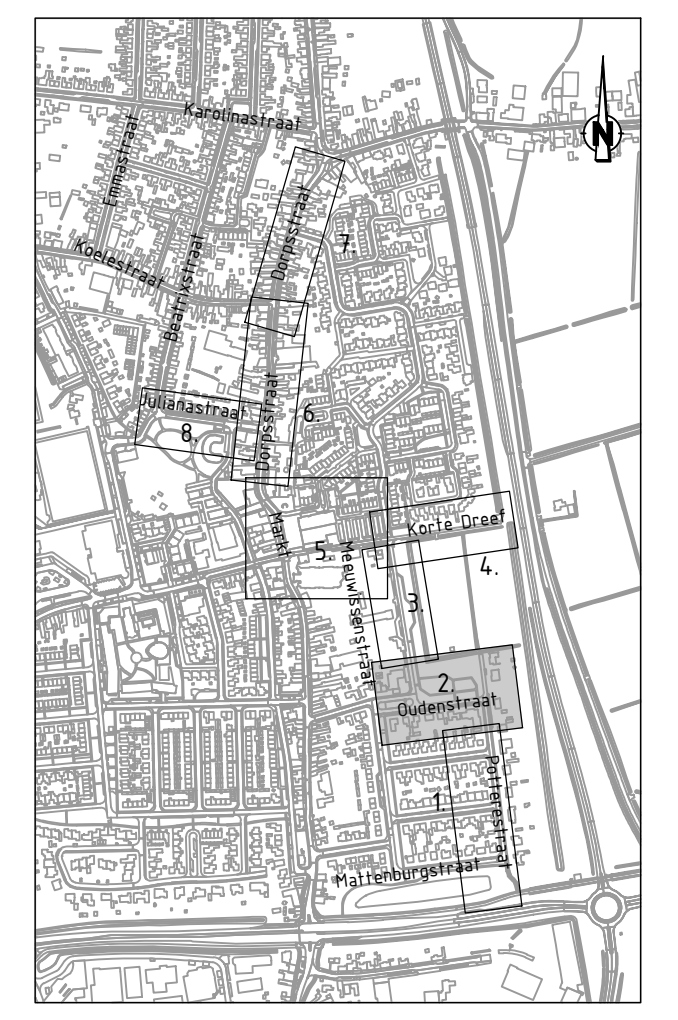 Karolinastraat
N
Emmastraat
Dorpsstraat
7.
Koelestraat
Beatrixstraat
Julianastraat
8.
Dorpsstraat
6.
Markt
5.
Korte Dreef
4.
Meeuwissenstraat
3.
2.
Oudenstraat
1.
Potterestraat
Mattenburgstraat